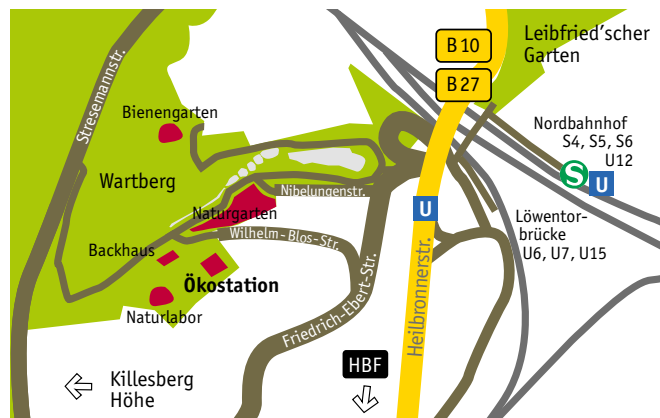 B 10
B 27
Leibfried'scher
Garten
Stresemannstr.
Bienengarten
Nordbahnhof
S4, S5, S6
U12
S
U
Wartberg
Nibelungenstr.
Naturgarten
U
Löwentor-
brücke
U6, U7, U15
Wilhelm-Blos-Str.
Backhaus
Ökostation
Naturlabor
Friedrich-Ebert-Str.
Heilbronnerstr.
HBF
Killesberg
Höhe